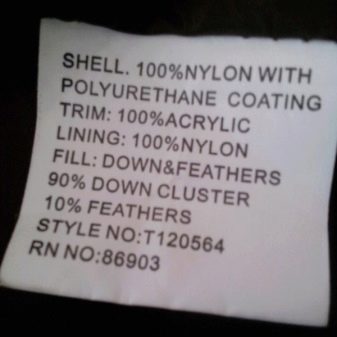 SHELL. 100%NYLON WITH
POLYURETHANE COATING
TRIM: 100%ACRYLIC
LINING: 100%NYLON
FILL: DOWN&FEATHERS
90% DOWN CLUSTER
10% FEATHERS
STYLE NO:T120564
RN NO:86903